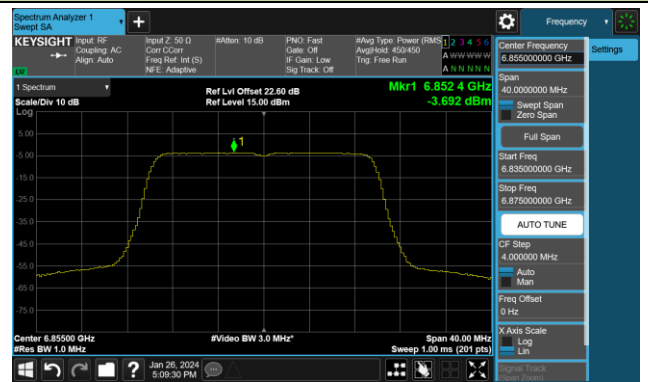 Spectrum Analyzer 1
Swept SA
+
Frequency
KEYSIGHT
Input: RF
Coupling: AC
Align: Auto
Input Z: 50 Ω
Corr CCorr
Freq Ref: Int (S)
NFE: Adaptive
#Atten: 10 dB
PNO: Fast
Gate: Off
IF Gain: Low
Sig Track: Off
#Avg Type: Power (RMS
Avg|Hold: 450/450
Trig: Free Run
1 2 3 4 5 6
A W W W W W
A N N N N N
LXI
1 Spectrum
Scale/Div 10 dB
Log
Ref Lvl Offset 22.60 dB
Ref Level 15.00 dBm
Mkr1 6.852 4 GHz
-3.692 dBm
1
5.00
-5.00
-15.0
-25.0
-35.0
-45.0
-55.0
-65.0
-75.0
Center 6.85500 GHz
#Res BW 1.0 MHz
#Video BW 3.0 MHz*
Span 40.00 MHz
Sweep 1.00 ms (201 pts)
Jan 26, 2024
5:09:30 PM
?
Center Frequency
6.855000000 GHz
Settings
Span
40.0000000 MHz
Swept Span
Zero Span
Full Span
Start Freq
6.835000000 GHz
Stop Freq
6.875000000 GHz
AUTO TUNE
CF Step
4.000000 MHz
Auto
Man
Freq Offset
0 Hz
X Axis Scale
Log
Lin
Signal Track
(Span Zoom)